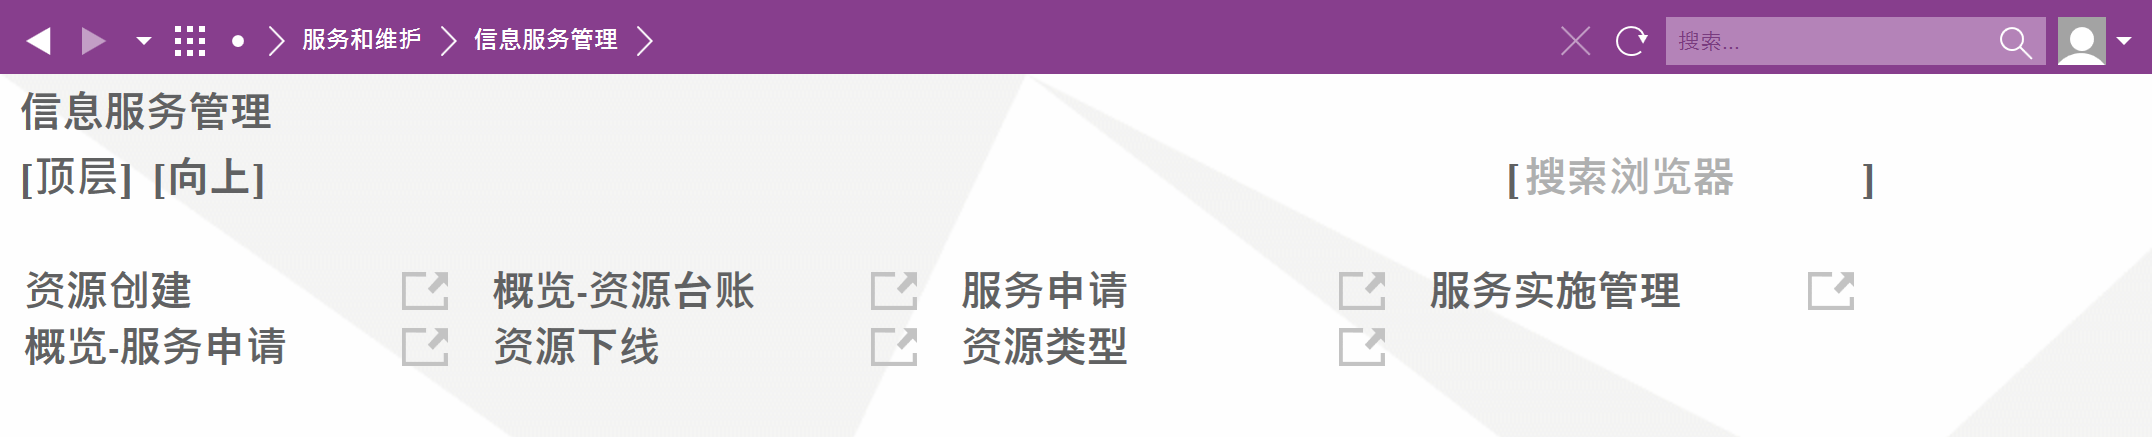 服务和维护 信息服务管理 搜索...
信息服务管理
[顶层] [向上] [搜索浏览器 ]
资源创建 概览-资源台账 服务申请 服务实施管理
概览-服务申请 资源下线 资源类型